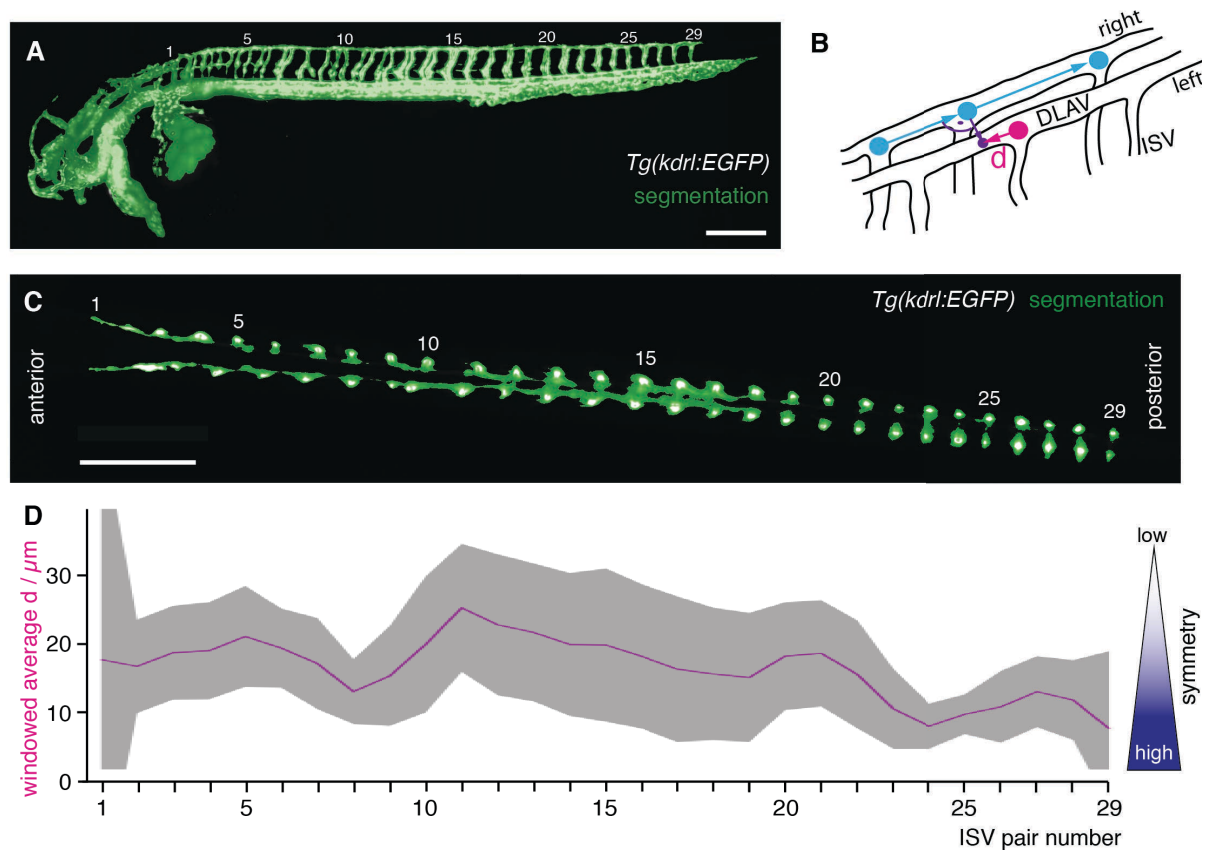 A
1
5
10
15
20
25
29
Tg(kdrl:EGFP)
segmentation
B
right
left
DLAV
ISV
d
C
Tg(kdrl:EGFP) segmentation
1
5
10
15
20
25
29
anterior
posterior
D
windowed average d / µm
30
20
10
0
1
5
10
15
20
25
29
ISV pair number
low
symmetry
high